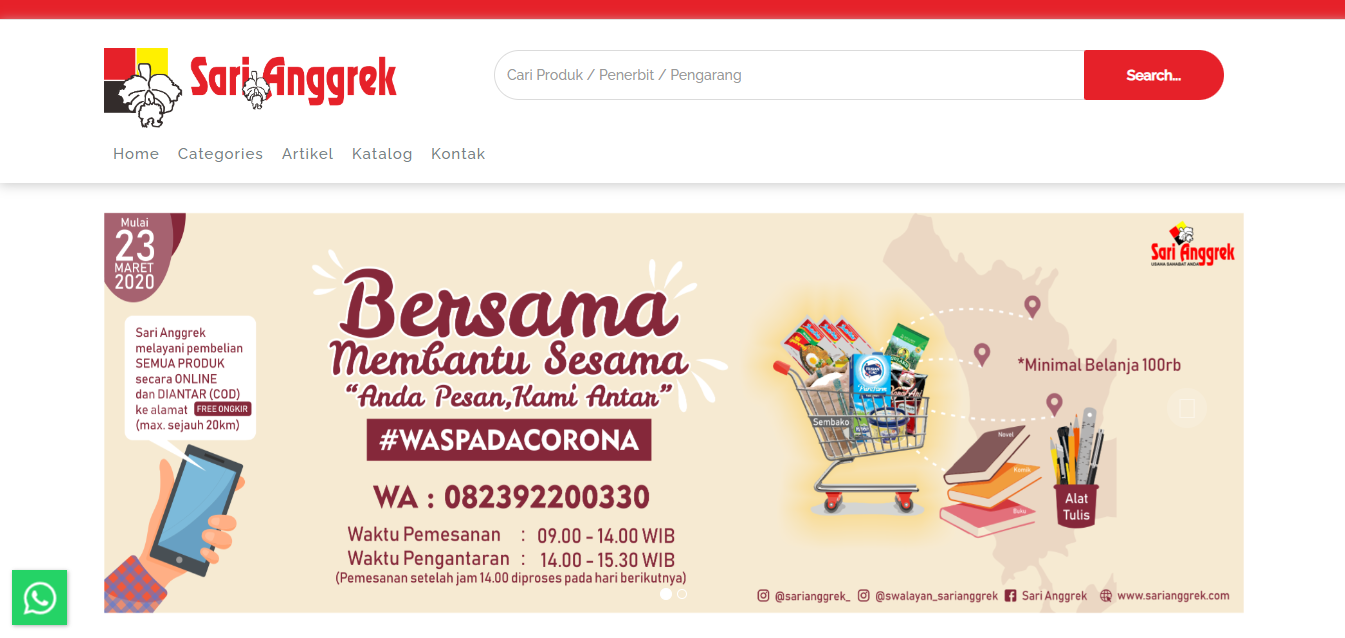 Sari Anggrek
Cari Produk / Penerbit / Pengarang
Search...
Home Categories Artikel Katalog Kontak
Mulai
23
MARET
2020
Sari Anggrek
melayani pembelian
SEMUA PRODUK
secara ONLINE
dan DIANTAR (COD)
ke alamat FREE ONGKIR
(max. sejauh 20km)
Bersama
Membantu Sesama
“Anda Pesan,Kami Antar”
#WASPADACORONA
WA : 082392200330
Waktu Pemesanan : 09.00 - 14.00 WIB
Waktu Pengantaran : 14.00 - 15.30 WIB
(Pemesanan setelah jam 14.00 diproses pada hari berikutnya)
Sari Anggrek
USAHA SAHABAT ANDA
*Minimal Belanja 100rb
Sembako
Novel
Komik
Buku
Alat
Tulis
@sarianggrek_ @swalayan_sarianggrek Sari Anggrek www.sarianggrek.com